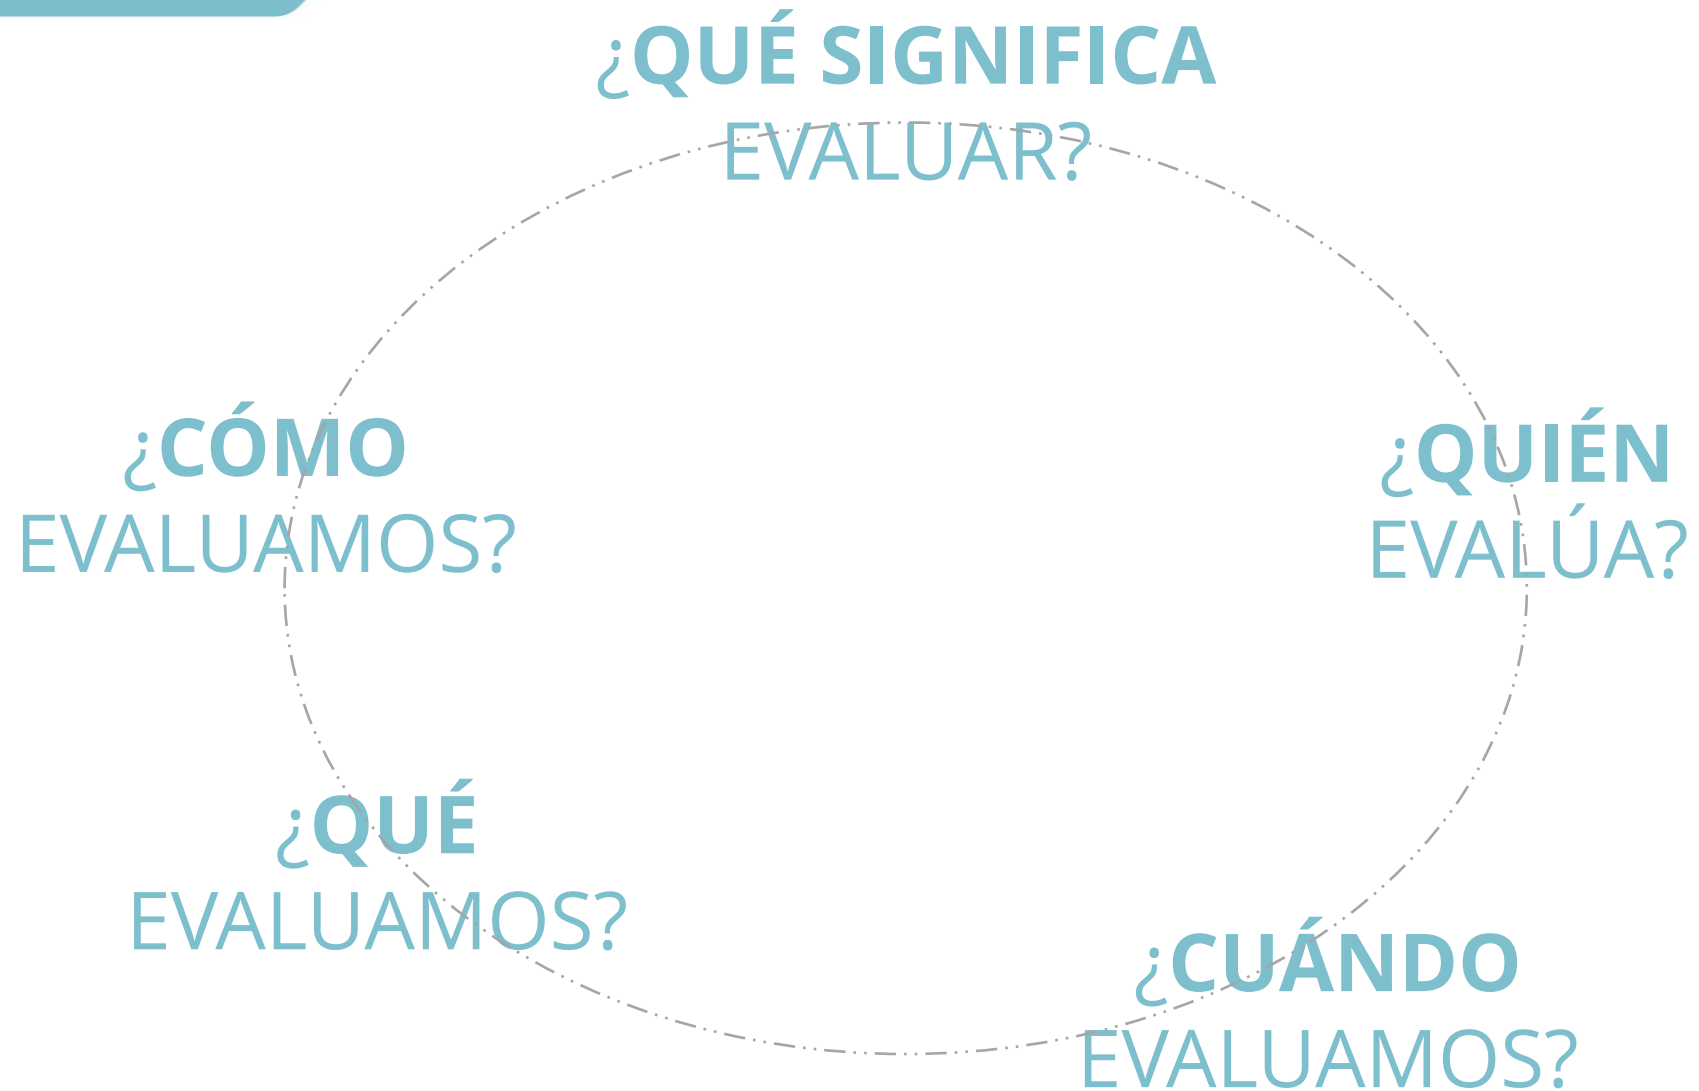 ¿QUÉ SIGNIFICA
EVALUAR?
¿CÓMO
EVALUAMOS?
¿QUIÉN
EVALÚA?
¿QUÉ
EVALUAMOS?
¿CUÁNDO
EVALUAMOS?